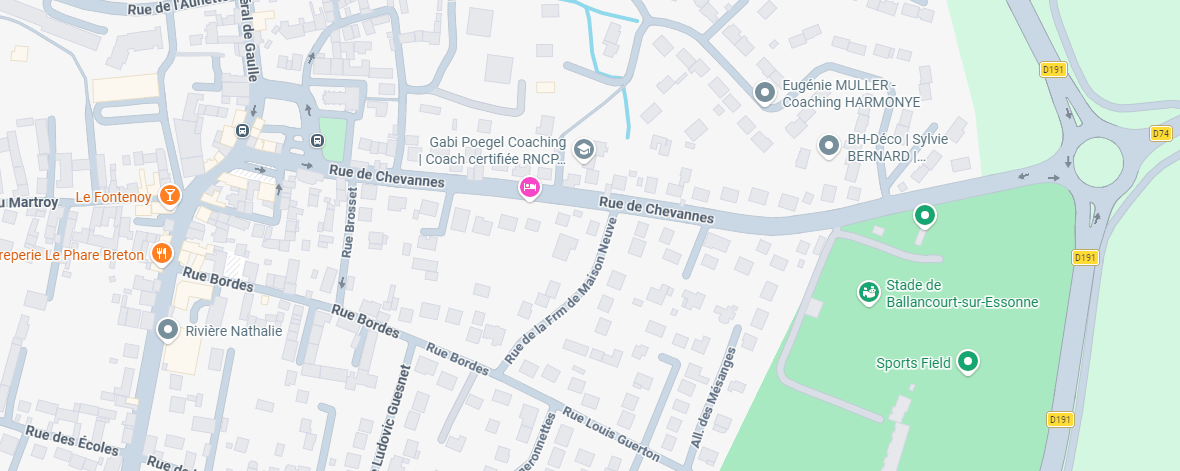 Rue de l'Aunette
éral de Gaulle
D191
Eugénie MULLER -
Coaching HARMONYE
D74
Gabi Poegel Coaching
| Coach certifiée RNCP...
BH-Déco | Sylvie
BERNARD |...
Rue de Chevannes
Le Fontenoy
u Martroy
Rue de Chevannes
Rue Brosset
reperie Le Phare Breton
Rue de la Frm de Maison Neuve
D191
Rue Bordes
Stade de
Ballancourt-sur-Essonne
Rue Bordes
Rivière Nathalie
Rue Bordes
Sports Field
All. des Mésanges
e Ludovic Guesnet
Rue Louis Guerton
D191
Rue des Écoles
meronnettes
Rue de